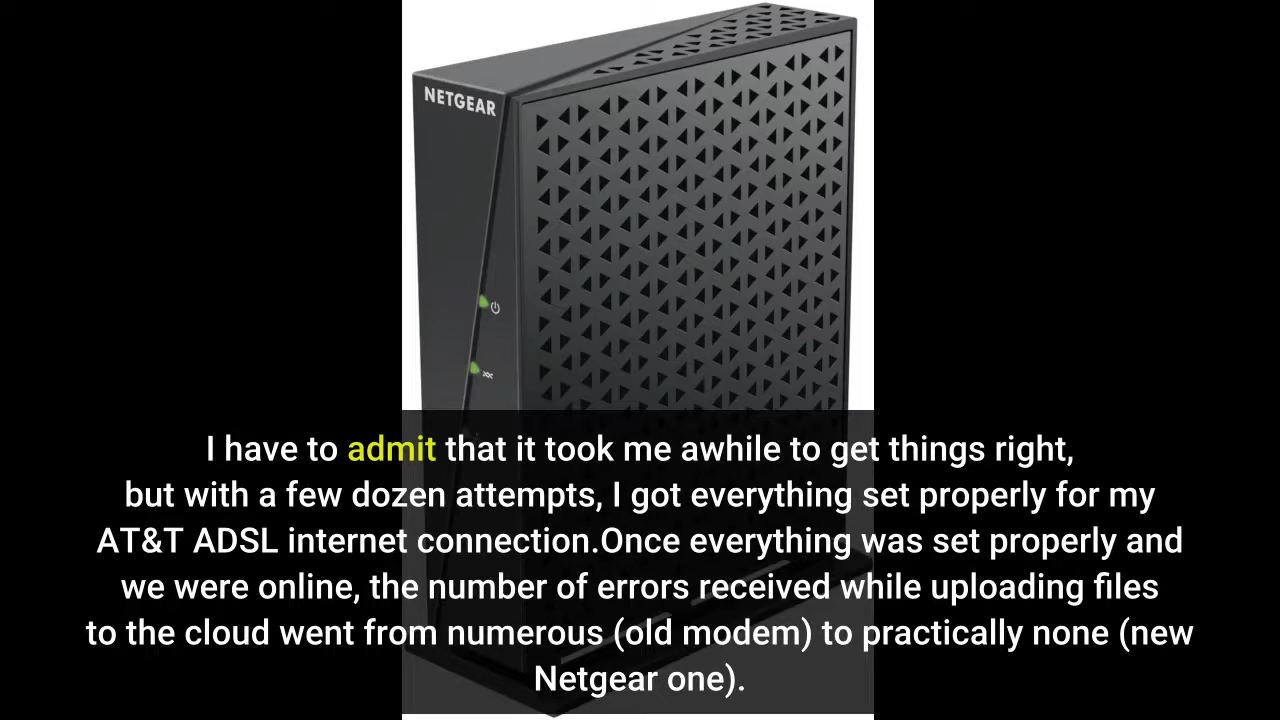 NETGEAR
I have to admit that it took me awhile to get things right,
but with a few dozen attempts, I got everything set properly for my
AT&T ADSL internet connection.Once everything was set properly and
we were online, the number of errors received while uploading files
to the cloud went from numerous (old modem) to practically none (new
Netgear one).